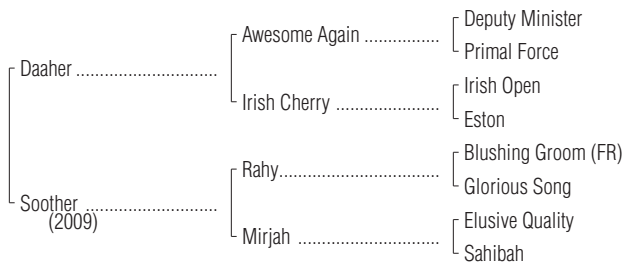 Deputy Minister
Awesome Again ..................
Primal Force
Daaher ..............................
Irish Open
Irish Cherry ......................
Eston
Blushing Groom (FR)
Rahy..................................
Glorious Song
Soother ............................
(2009)
Elusive Quality
Mirjah ..............................
Sahibah